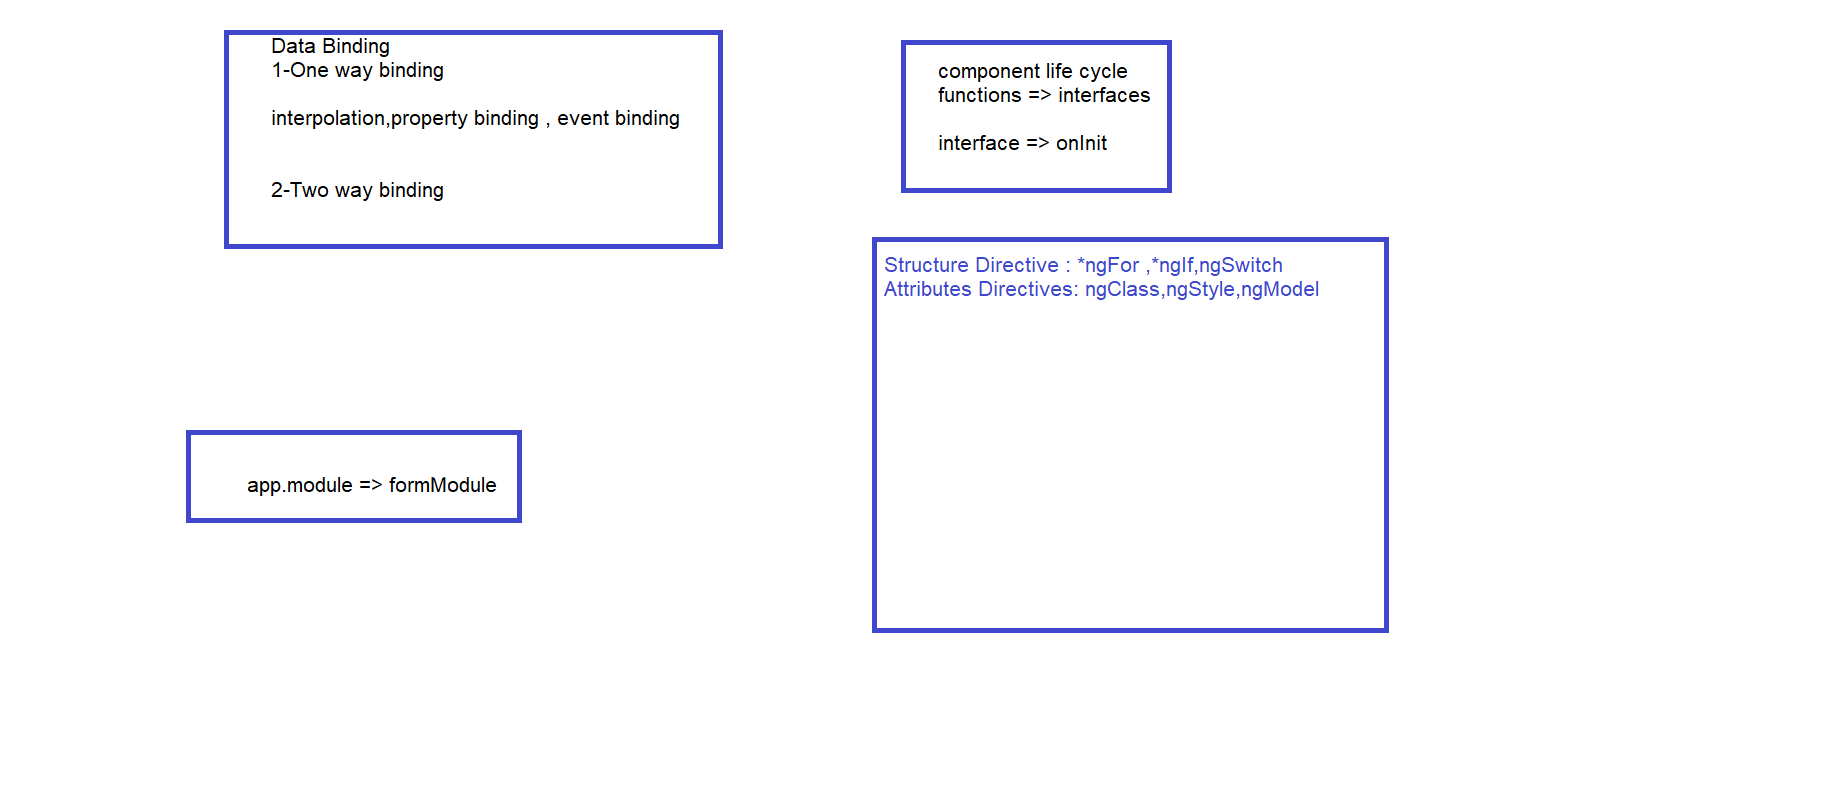 Data Binding
1-One way binding
interpolation,property binding , event binding
2-Two way binding
component life cycle
functions => interfaces
interface => onInit
Structure Directive : *ngFor ,*ngIf,ngSwitch
Attributes Directives: ngClass,ngStyle,ngModel
app.module => formModule